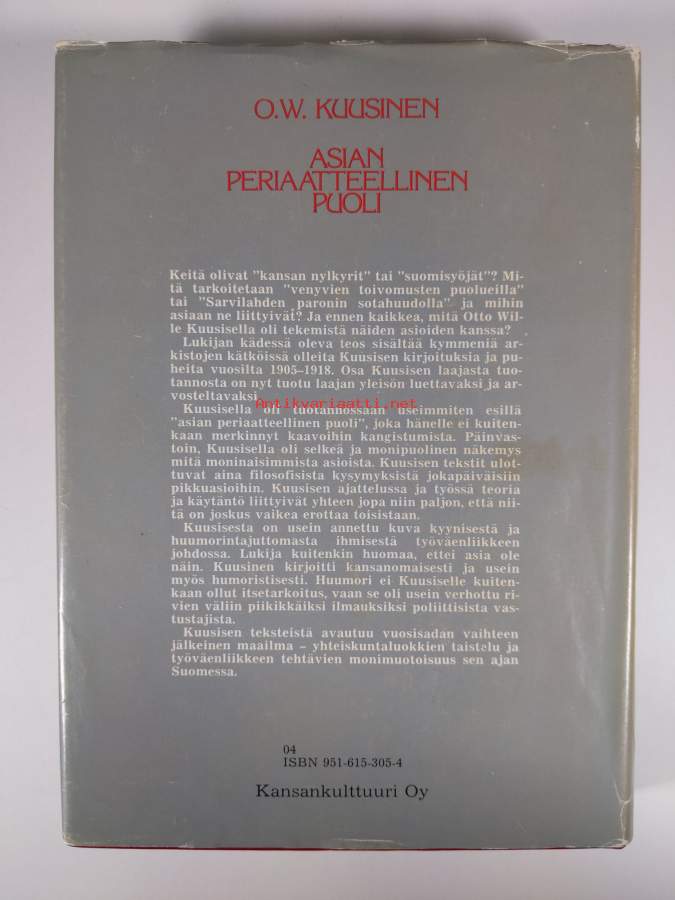 O.W. KUUSINEN
ASIAN
PERIAATTEELLINEN
PUOLI
Keitä olivat "kansan nylkyrit" tai "suomisyöjät"? Mi-
tä tarkoitetaan "venyvien toivomusten puolueilla"
tai "Sarvilahden paronin sotahuudolla" ja mihin
asiaan ne liittyivät? Ja ennen kaikkea, mitä Otto Wil-
le Kuusisella oli tekemistä näiden asioiden kanssa?
Lukijan kädessä oleva teos sisältää kymmeniä ar-
kistojen kätköissä olleita Kuusisen kirjoituksia ja pu-
heita vuosilta 1905–1918. Osa Kuusisen laajasta tuo-
tannosta on nyt tuotu laajan yleisön luettavaksi ja ar-
vosteltavaksi.
Antikvariaatti.net
Kuusisella oli tuotannossaan useimmiten esillä
"asian periaatteellinen puoli", joka hänelle ei kuiten-
kaan merkinnyt kaavoihin kangistumista. Päinvas-
toin, Kuusisella oli selkeä ja monipuolinen näkemys
mitä moninaisimmista asioista. Kuusisen tekstit ulot-
tuvat aina filosofisista kysymyksistä jokapäiväisiin
pikkuasioihin. Kuusisen ajattelussa ja työssä teoria
ja käytäntö liittyivät yhteen jopa niin paljon, että nii-
tä on joskus vaikea erottaa toisistaan.
Kuusisesta on usein annettu kuva kyynisestä ja
huumorintajuttomasta ihmisestä työväenliikkeen
johdossa. Lukija kuitenkin huomaa, ettei asia ole
näin. Kuusinen kirjoitti kansanomaisesti ja usein
myös humoristisesti. Huumori ei Kuusiselle kuiten-
kaan ollut itsetarkoitus, vaan se oli usein verhottu ri-
vien väliin piikikkäiksi ilmauksiksi poliittisista vas-
tustajista.
Kuusisen teksteistä avautuu vuosisadan vaihteen
jälkeinen maailma – yhteiskuntaluokkien taistelu ja
työväenliikkeen tehtävien monimuotoisuus sen ajan
Suomessa.
04
ISBN 951-615-305-4
Kansankulttuuri Oy